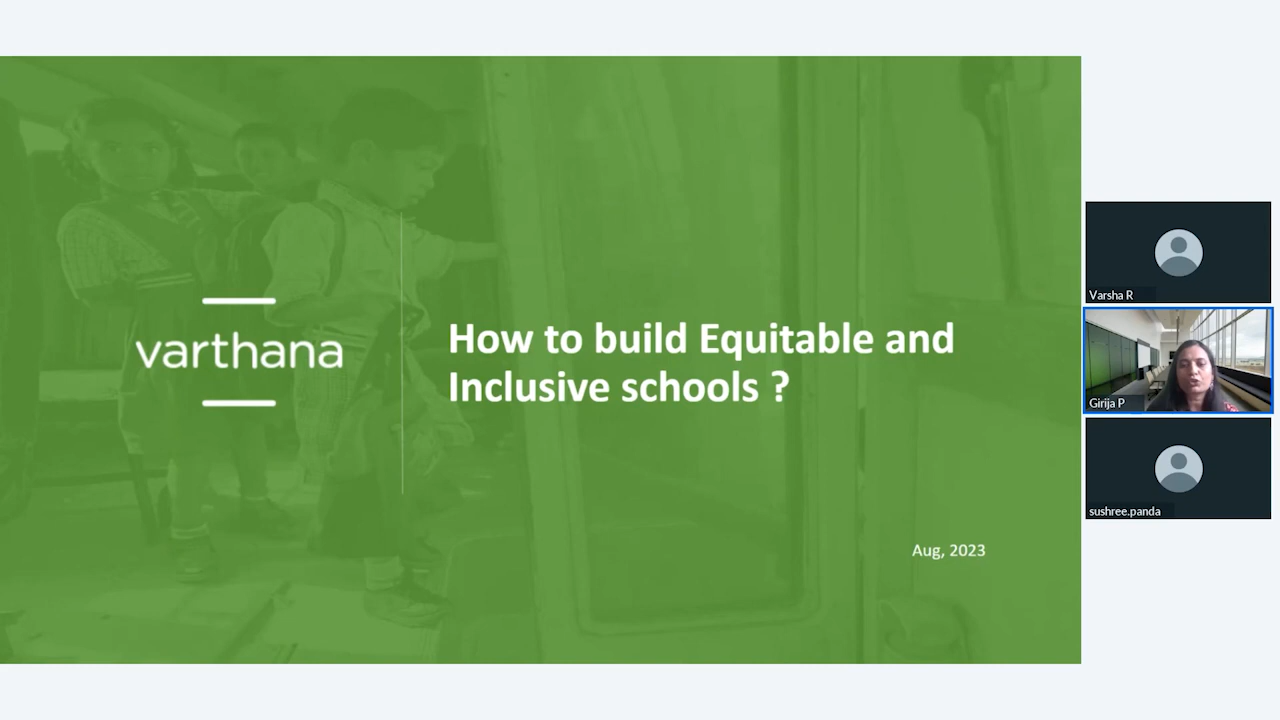 varthana
How to build Equitable and
Inclusive schools ?
Aug, 2023
Varsha R
Girija P
sushree.panda